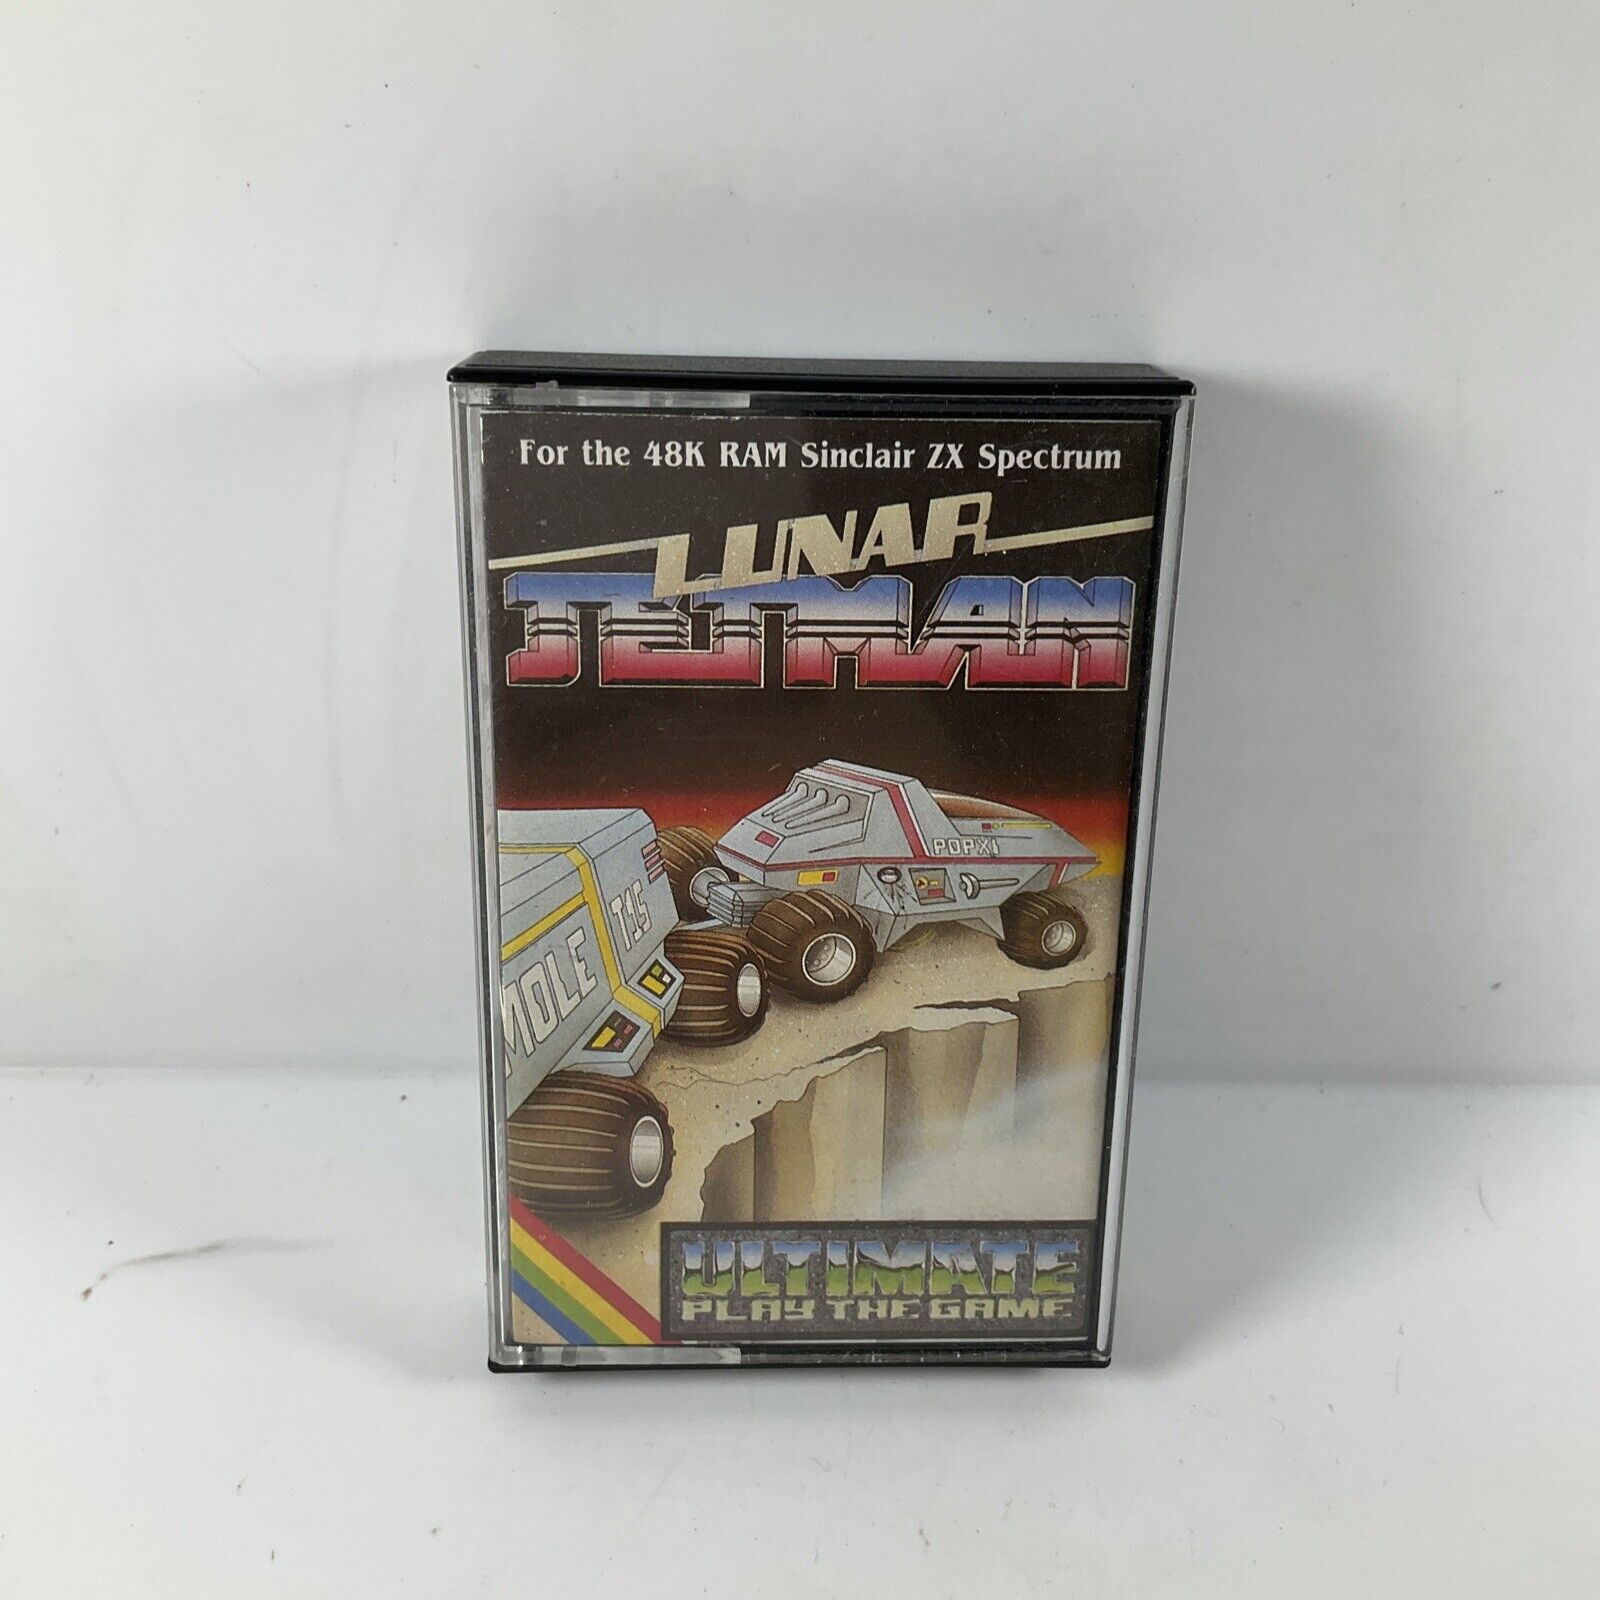 For the 48K RAM Sinclair ZX Spectrum
LUNAR
JETMAN
POPX1
T15
MOLE
ULTIMATE
PLAY THE GAME